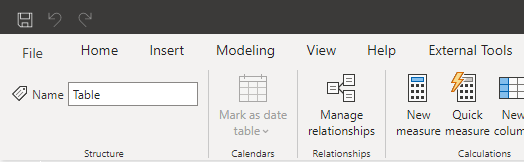 File Home Insert Modeling View Help External Tools
Name Table
Mark as date table
Manage relationships
New measure
Quick measure
New
Structure Calendars Relationships Calculations